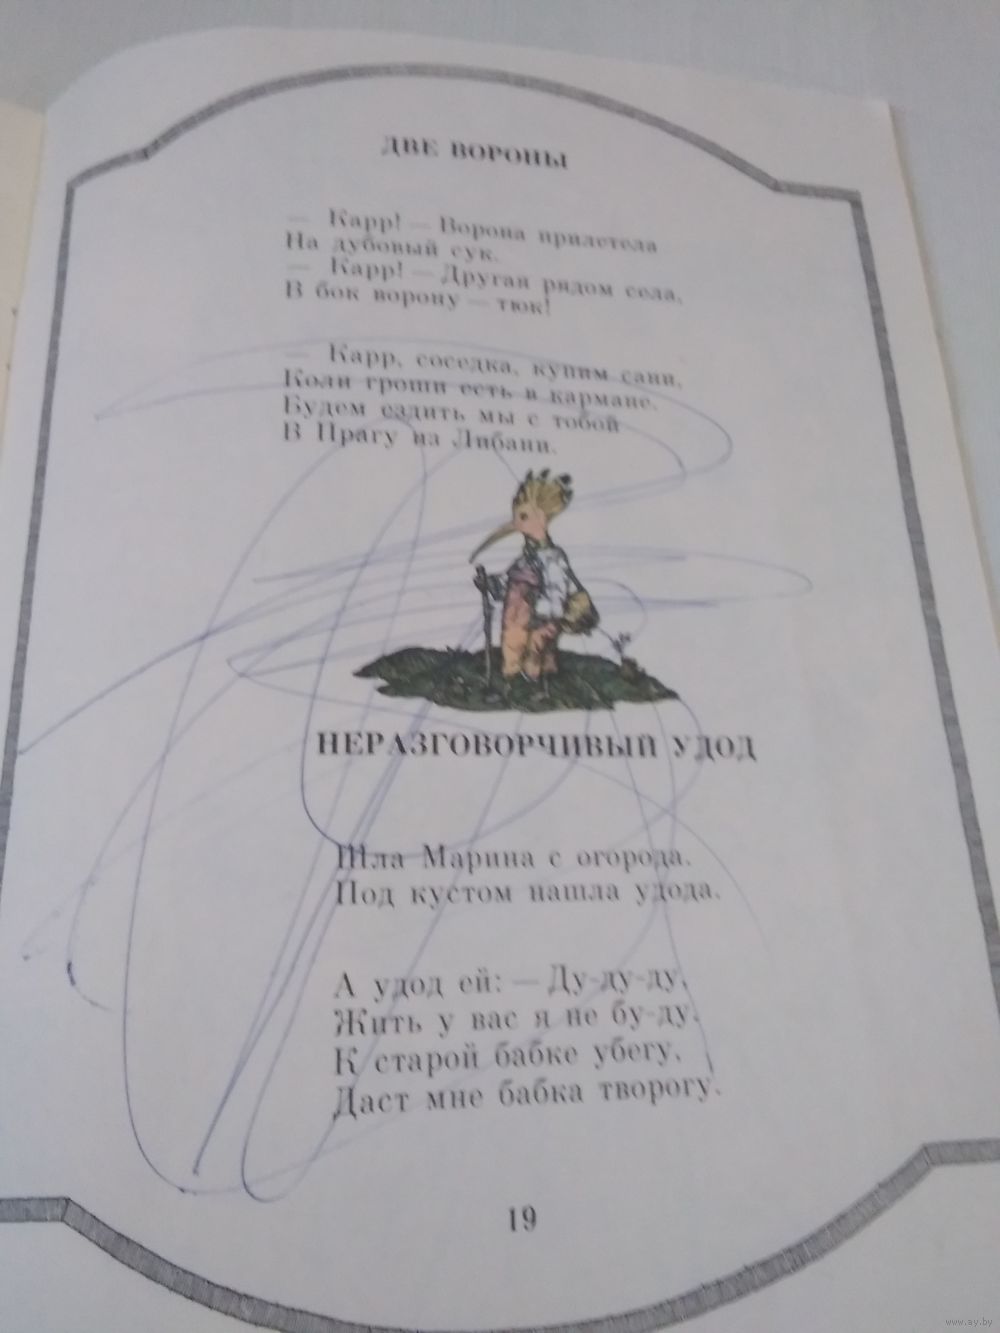 ДВЕ ВОРОНЫ
— Карр! — Ворона прилетела
На дубовый сук.
— Карр! — Другая рядом села,
В бок ворону — тюк!
— Карр, соседка, купим сани,
Коли гроши есть в кармане.
Будем ездить мы с тобой
В Прагу из Либани.
НЕРАЗГОВОРЧИВЫЙ УДОД
Шла Марина с огорода.
Под кустом нашла удода.
А удод ей: — Ду-ду-ду,
Жить у вас я не бу-ду.
К старой бабке убегу,
Даст мне бабка творогу.
19
www.ay.by